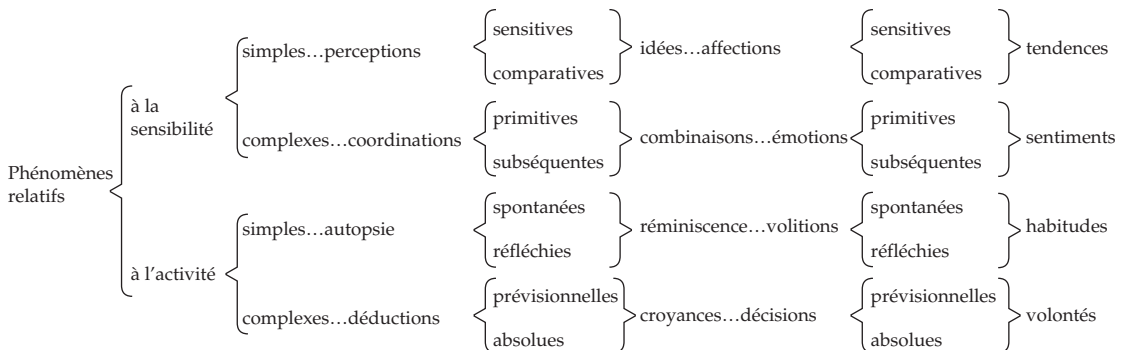 Phénomènes
relatifs
à la
sensibilité
simples…perceptions
sensitives
comparatives
idées…affections
sensitives
comparatives
tendences
complexes…coordinations
primitives
subséquentes
combinaisons…émotions
primitives
subséquentes
sentiments
à l’activité
simples…autopsie
spontanées
réfléchies
réminiscence…volitions
spontanées
réfléchies
habitudes
complexes…déductions
prévisionnelles
absolues
croyances…décisions
prévisionnelles
absolues
volontés